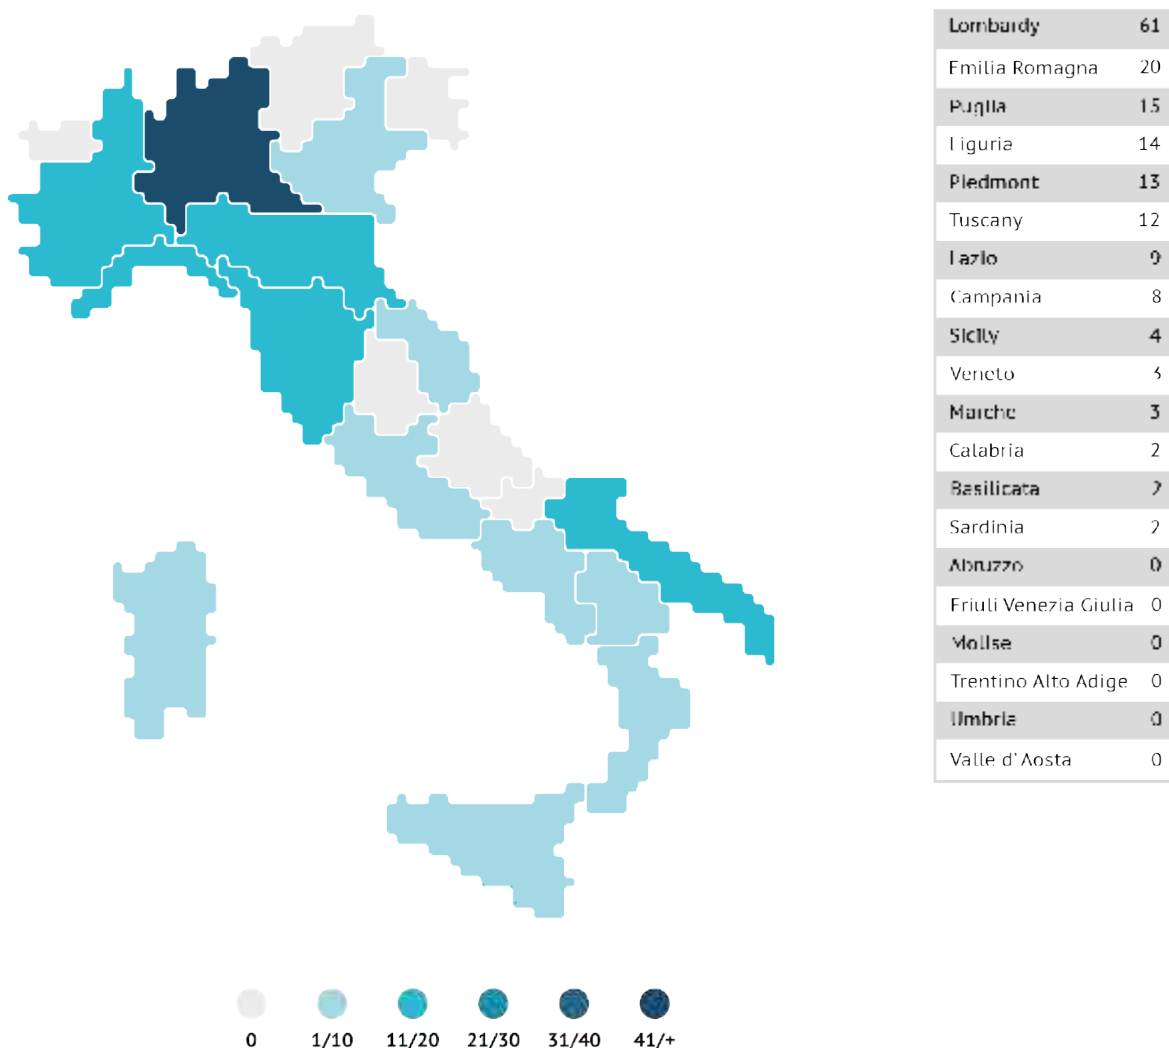 Lombardy 61
Emilia Romagna 20
Puglia 15
Liguria 14
Piedmont 13
Tuscany 12
Lazio 9
Campania 8
Sicily 4
Veneto 3
Marche 3
Calabria 2
Basilicata 2
Sardinia 2
Abruzzo 0
Friuli Venezia Giulia 0
Molise 0
Trentino Alto Adige 0
Umbria 0
Valle d'Aosta 0
0 1/10 11/20 21/30 31/40 41/+